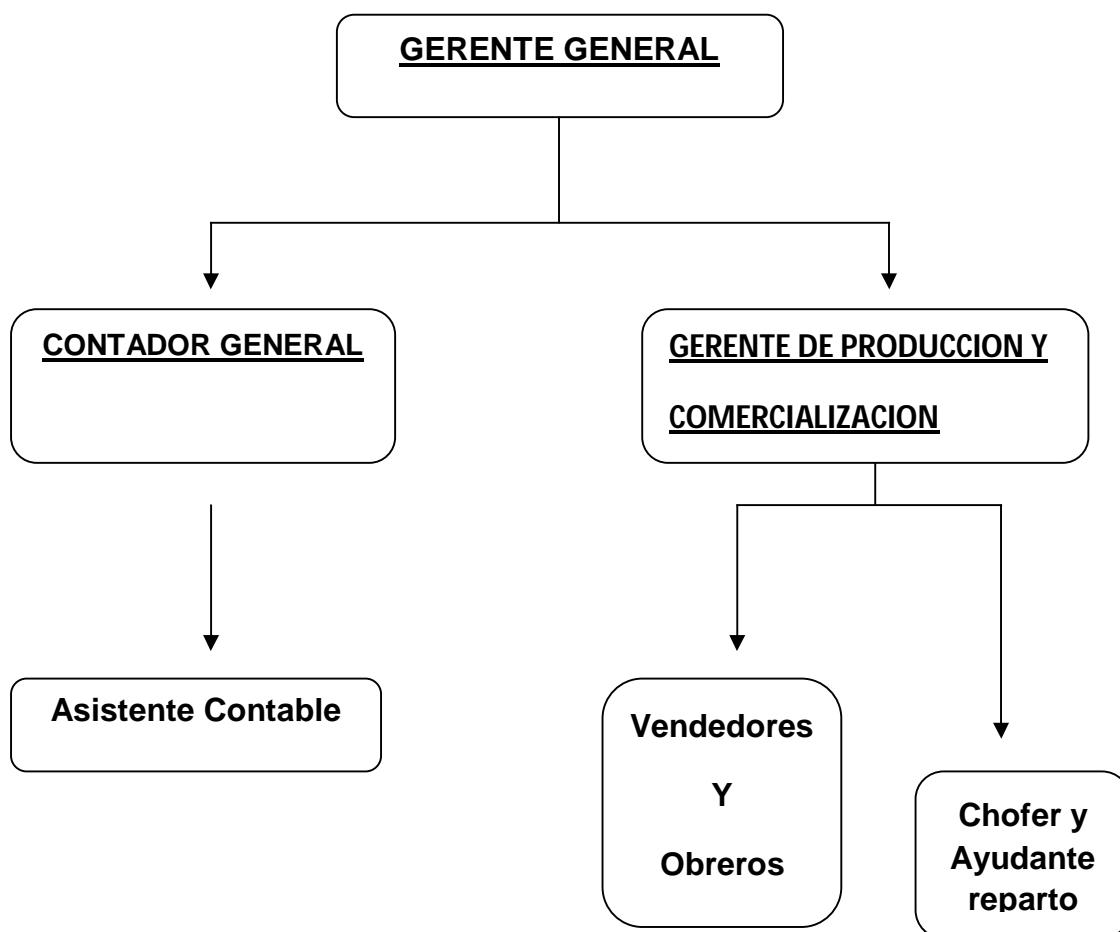 GERENTE GENERAL
CONTADOR GENERAL
GERENTE DE PRODUCCION Y
COMERCIALIZACION
Asistente Contable
Vendedores
Y
Obreros
Chofer y
Ayudante
reparto